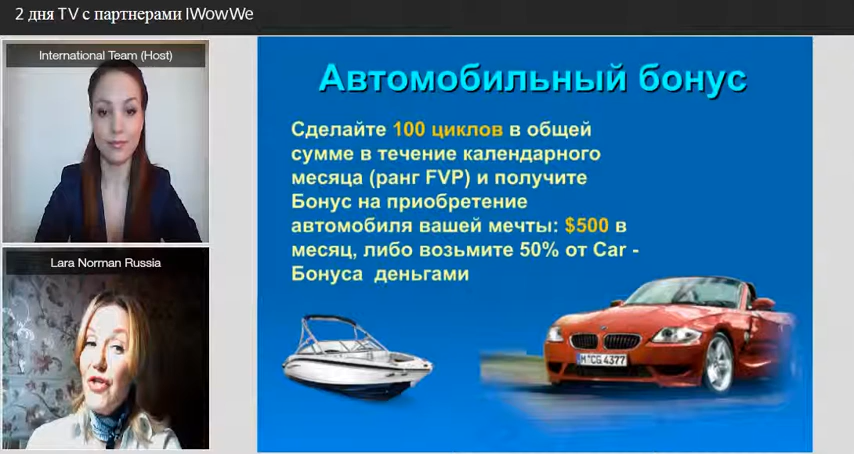 2 дня TV с партнерами IWowWe
International Team (Host)
Lara Norman Russia
Автомобильный бонус
Сделайте 100 циклов в общей
сумме в течение календарного
месяца (ранг FVP) и получите
Бонус на приобретение
автомобиля вашей мечты: $500 в
месяц, либо возьмите 50% от Car -
Бонуса деньгами
M CG 4377